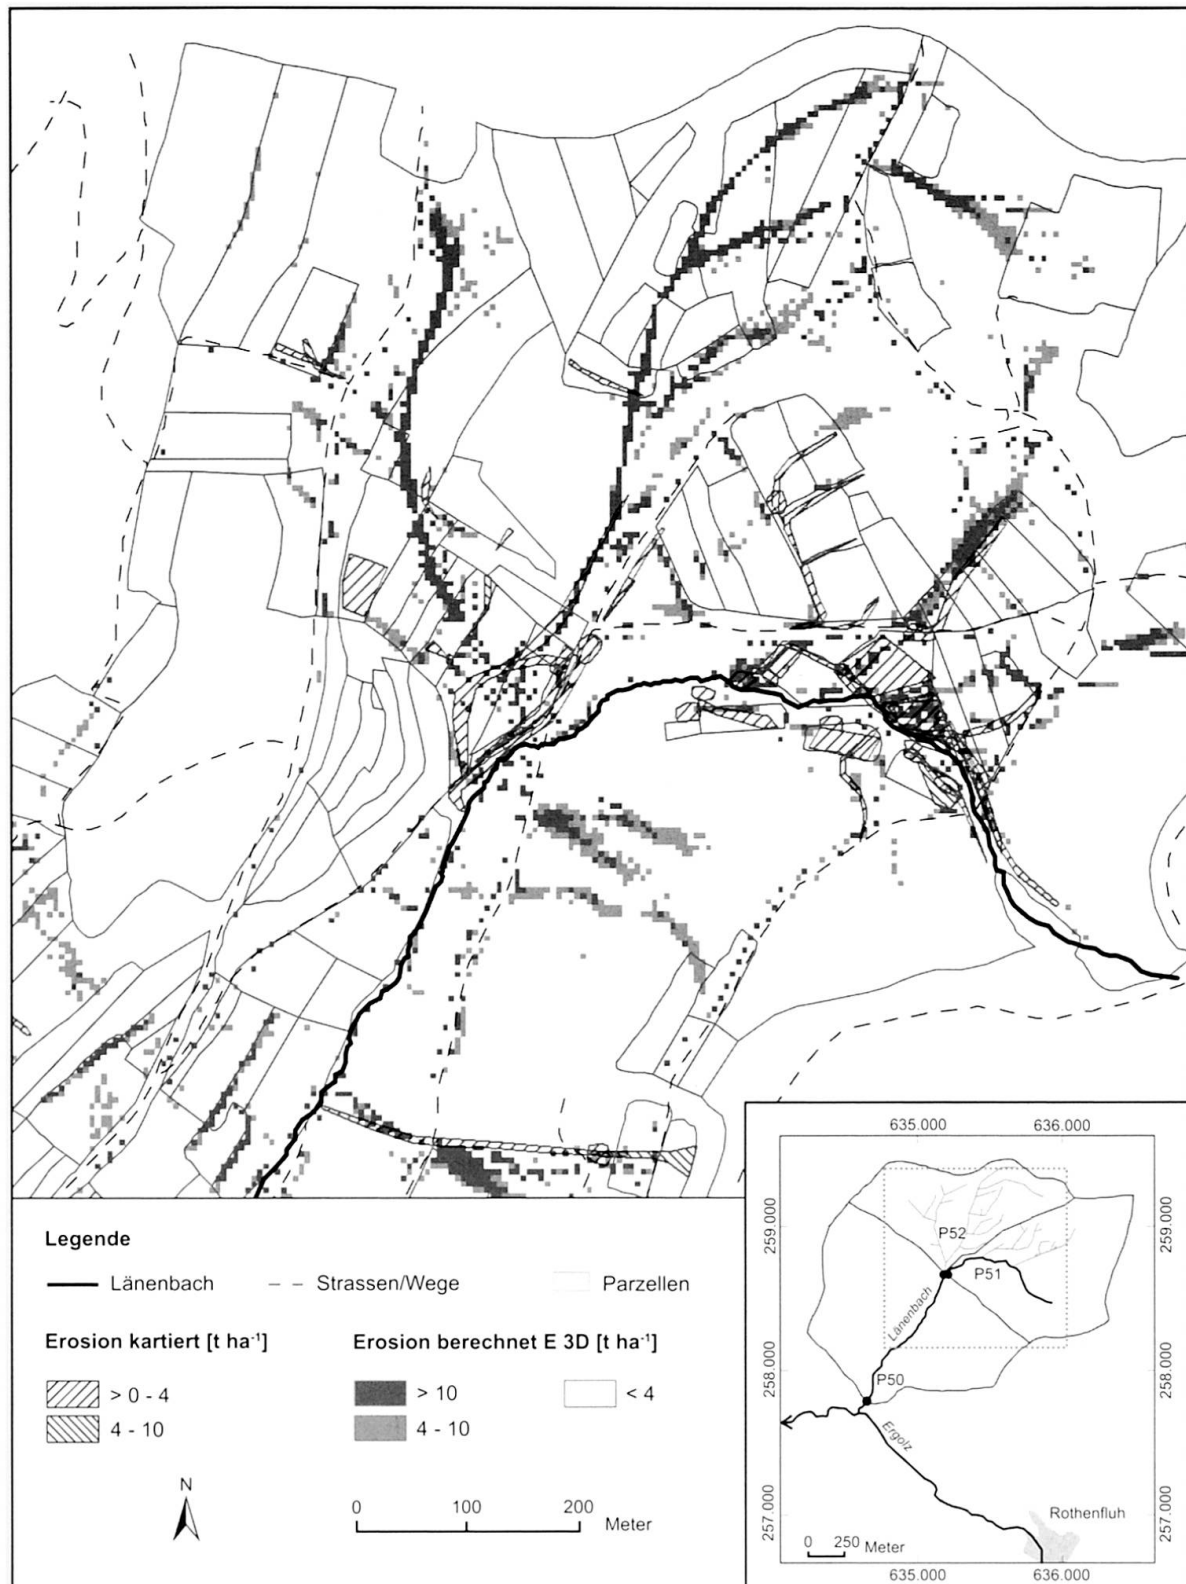 Legende
Länenbach
Strassen/Wege
Parzellen
Erosion kartiert [t ha⁻¹]
> 0 - 4
4 - 10
Erosion berechnet E 3D [t ha⁻¹]
> 10
4 - 10
< 4
N
0 100 200
Meter
635.000 636.000
259.000
258.000
257.000
259.000
258.000
257.000
P52
P51
Länenbach
P50
Ergolz
Rothenfluh
0 250 Meter
635.000 636.000